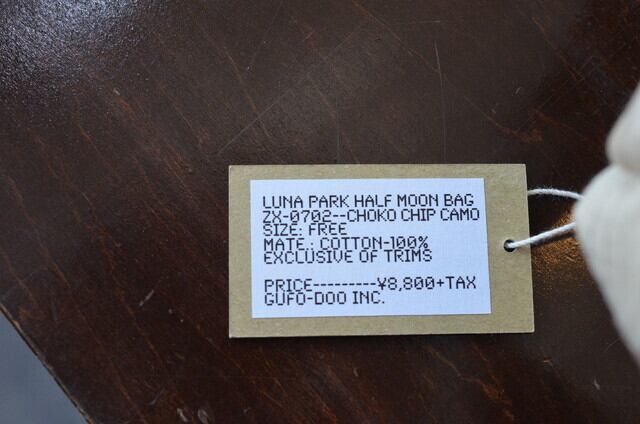 LUNA PARK HALF MOON BAG
ZX-0702--CHOKO CHIP CAMO
SIZE: FREE
MATE.: COTTON-100%
EXCLUSIVE OF TRIMS
PRICE---------¥8,800+TAX
GUFO-DOO INC.